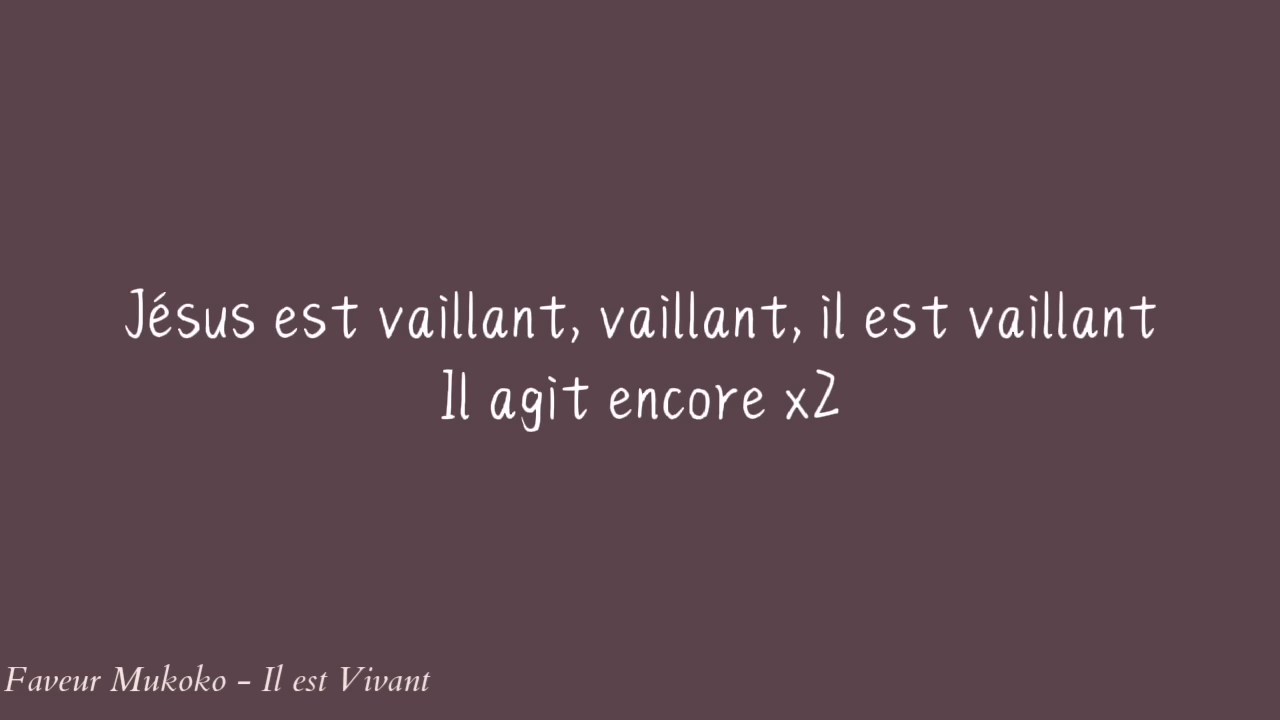 Jésus est vaillant, vaillant, il est vaillant
Il agit encore x2
Faveur Mukoko - Il est Vivant